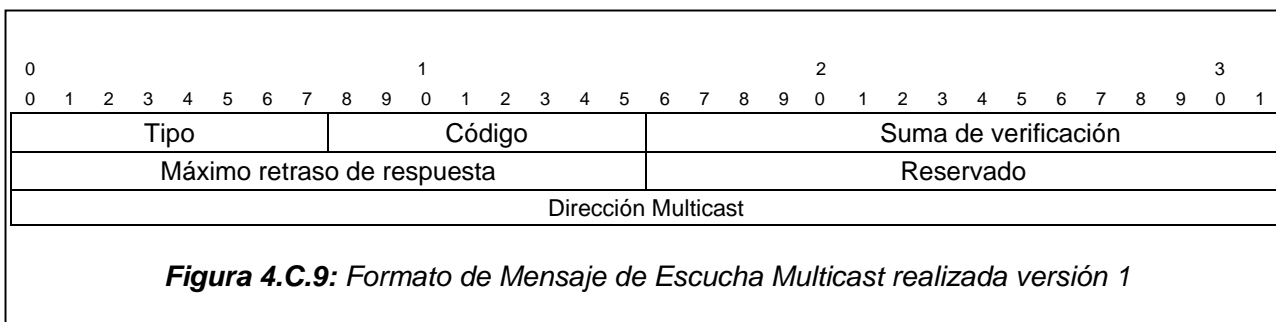 0 1 2 3
0 1 2 3 4 5 6 7 8 9 0 1 2 3 4 5 6 7 8 9 0 1 2 3 4 5 6 7 8 9 0 1
Tipo Código Suma de verificación
Máximo retraso de respuesta Reservado
Dirección Multicast
Figura 4.C.9: Formato de Mensaje de Escucha Multicast realizada versión 1